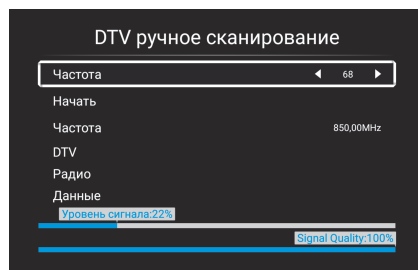 DTV ручное сканирование
Частота 68
Начать
Частота 850,00MHz
DTV
Радио
Данные
Уровень сигнала:22%
Signal Quality:100%